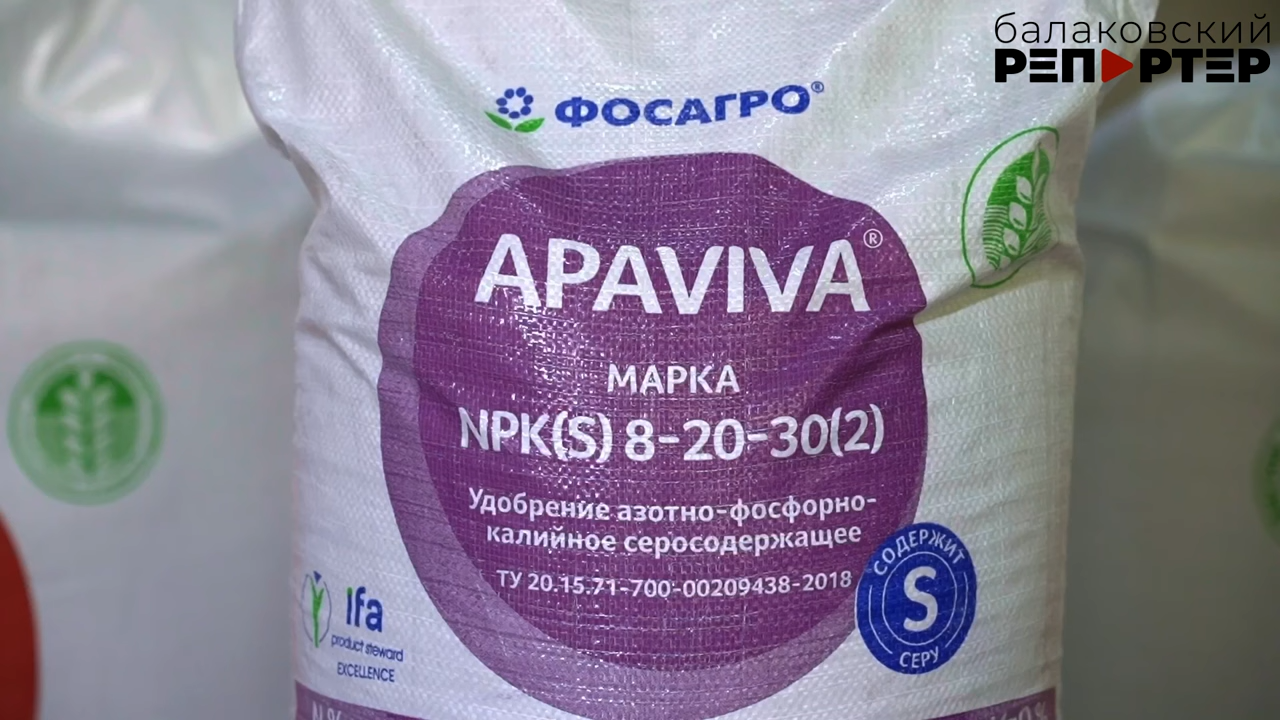 балаковский
РЕПОРТЕР
ФОСАГРО®
APAVIVA®
МАРКА
NPK(S) 8-20-30(2)
Удобрение азотно-фосфорно-
калийное серосодержащее
ТУ 20.15.71-700-00209438-2018
СОДЕРЖИТ
S
СЕРУ
ifa
product steward
EXCELLENCE